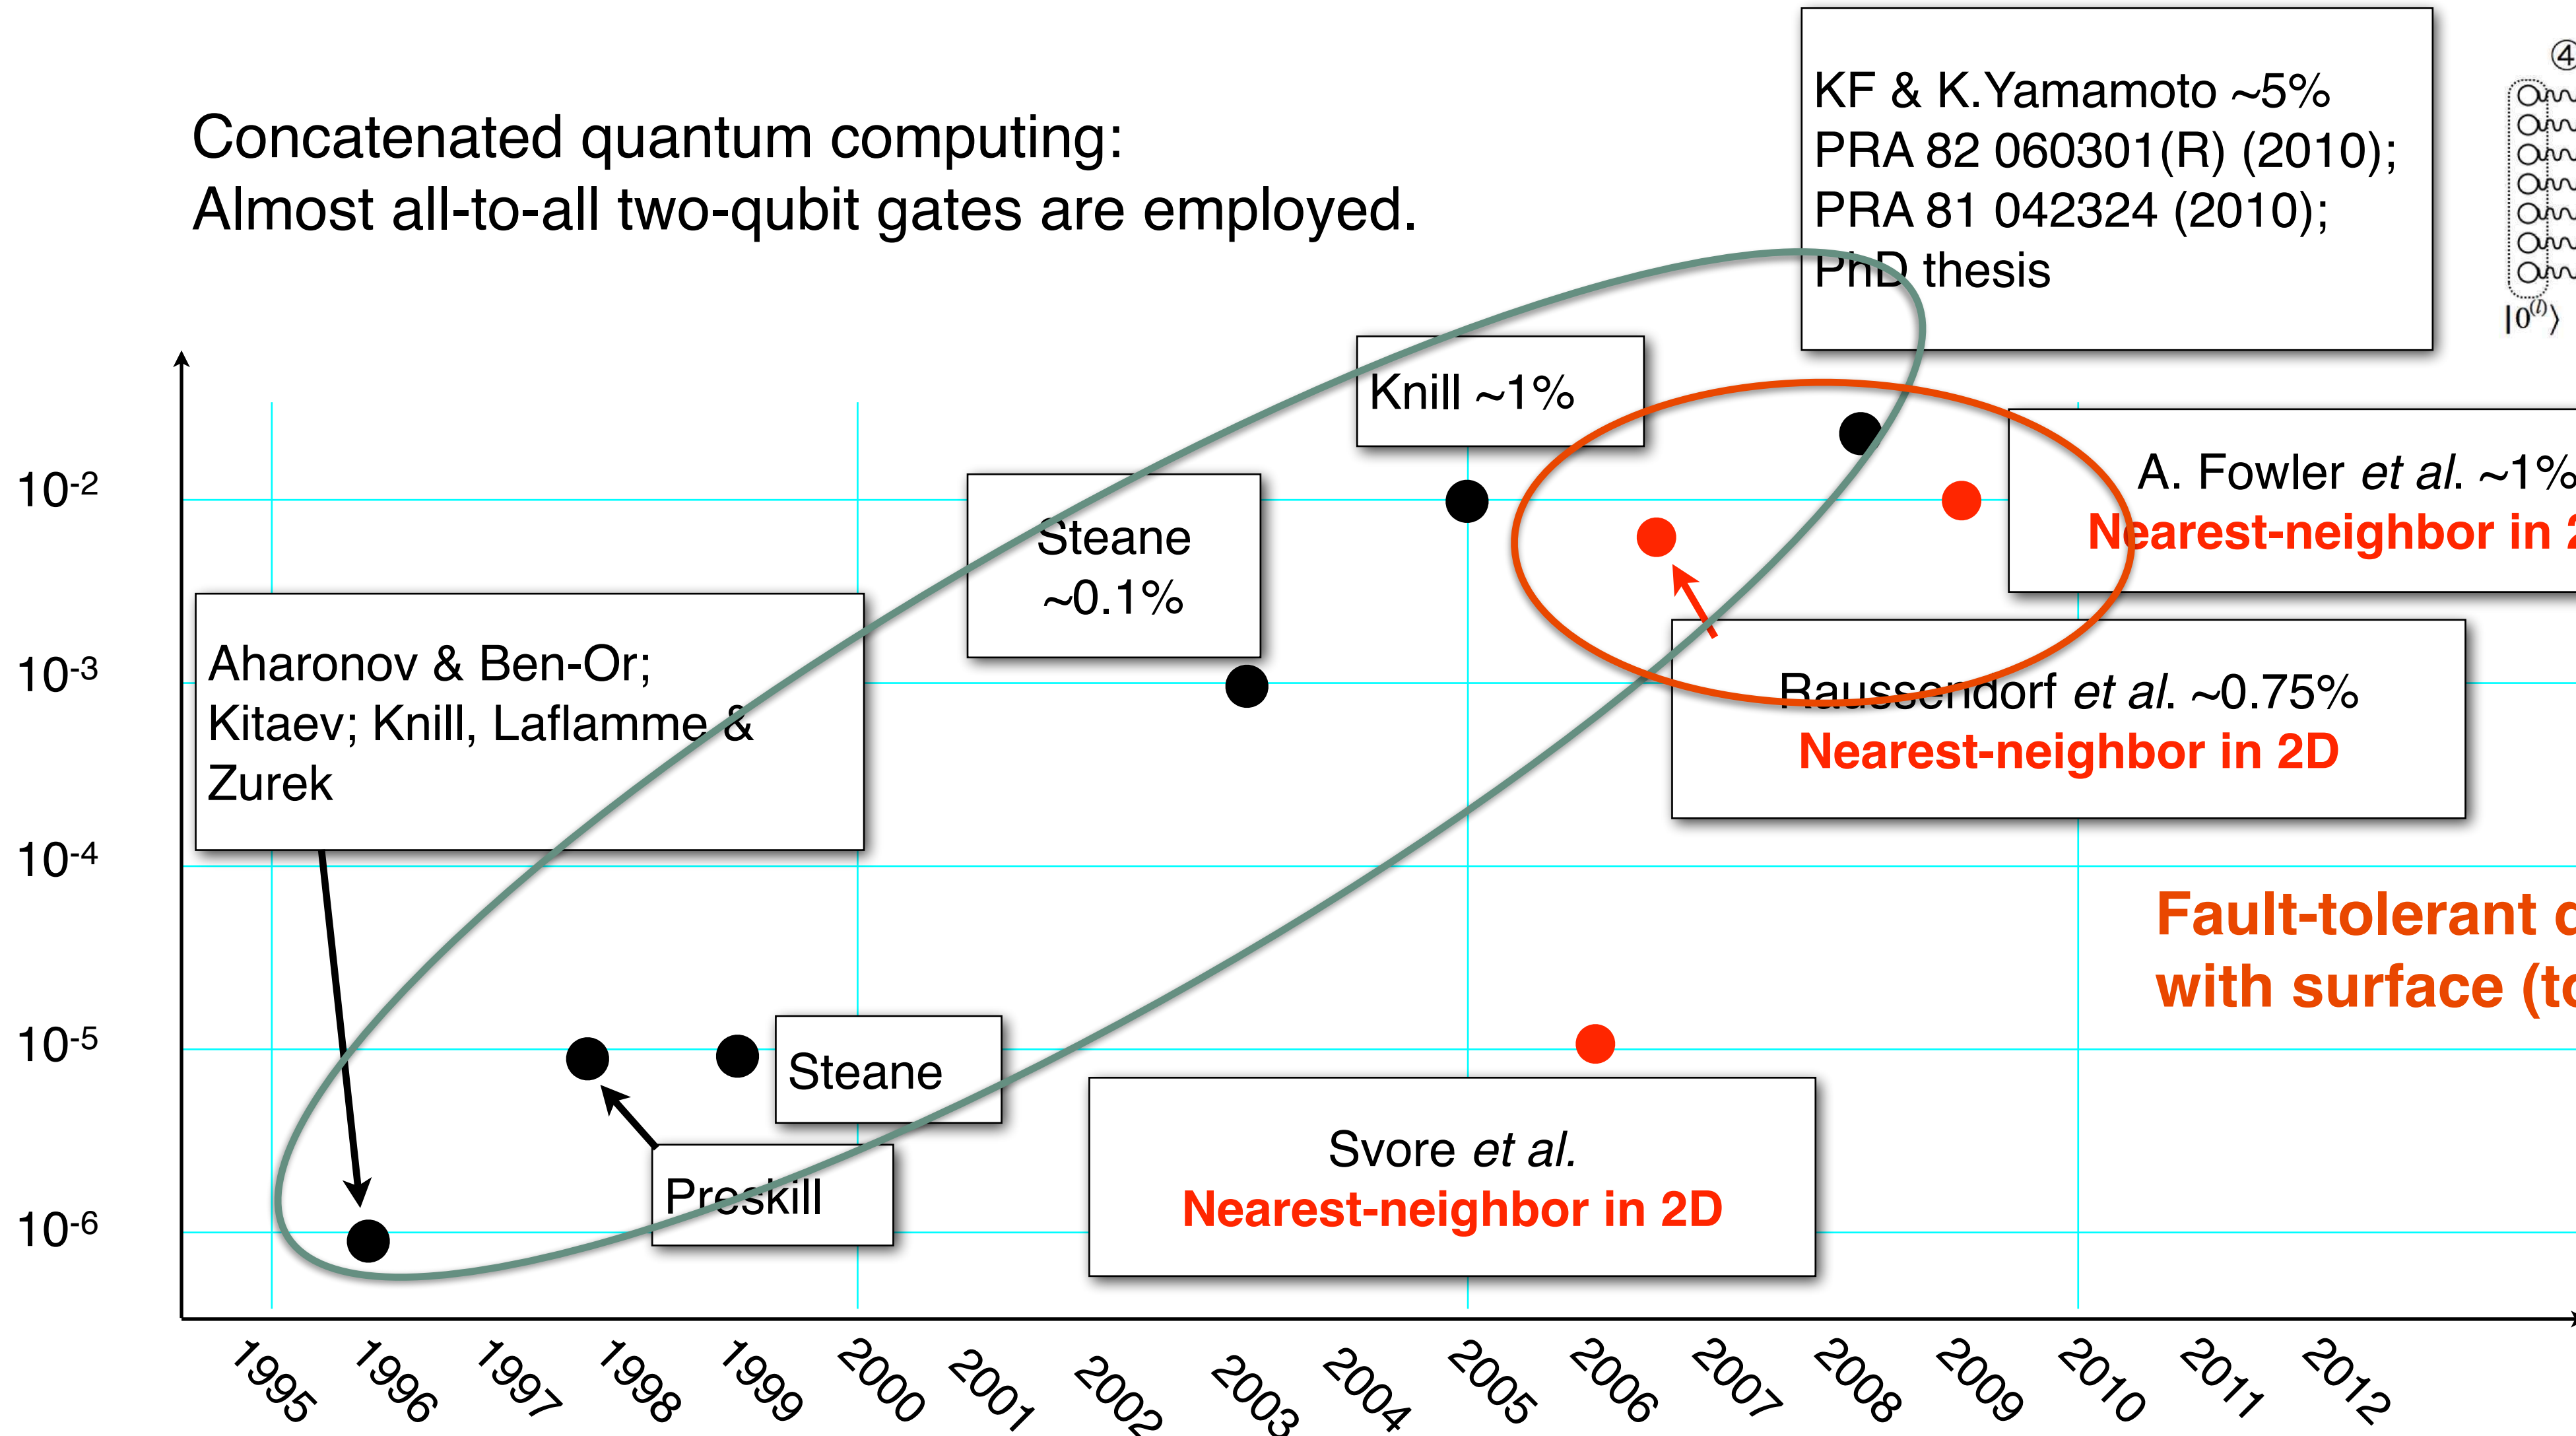 Concatenated quantum computing:
Almost all-to-all two-qubit gates are employed.
KF & K.Yamamoto ~5%
PRA 82 060301(R) (2010);
PRA 81 042324 (2010);
PhD thesis
④
|0⁽ˡ⁾⟩
Knill ~1%
A. Fowler et al. ~1%
Nearest-neighbor in
Steane
~0.1%
Aharonov & Ben-Or;
Kitaev; Knill, Laflamme &
Zurek
Raussendorf et al. ~0.75%
Nearest-neighbor in 2D
Fault-tolerant
with surface
Steane
Preskill
Svore et al.
Nearest-neighbor in 2D
10⁻²
10⁻³
10⁻⁴
10⁻⁵
10⁻⁶
1995
1996
1997
1998
1999
2000
2001
2002
2003
2004
2005
2006
2007
2008
2009
2010
2011
2012